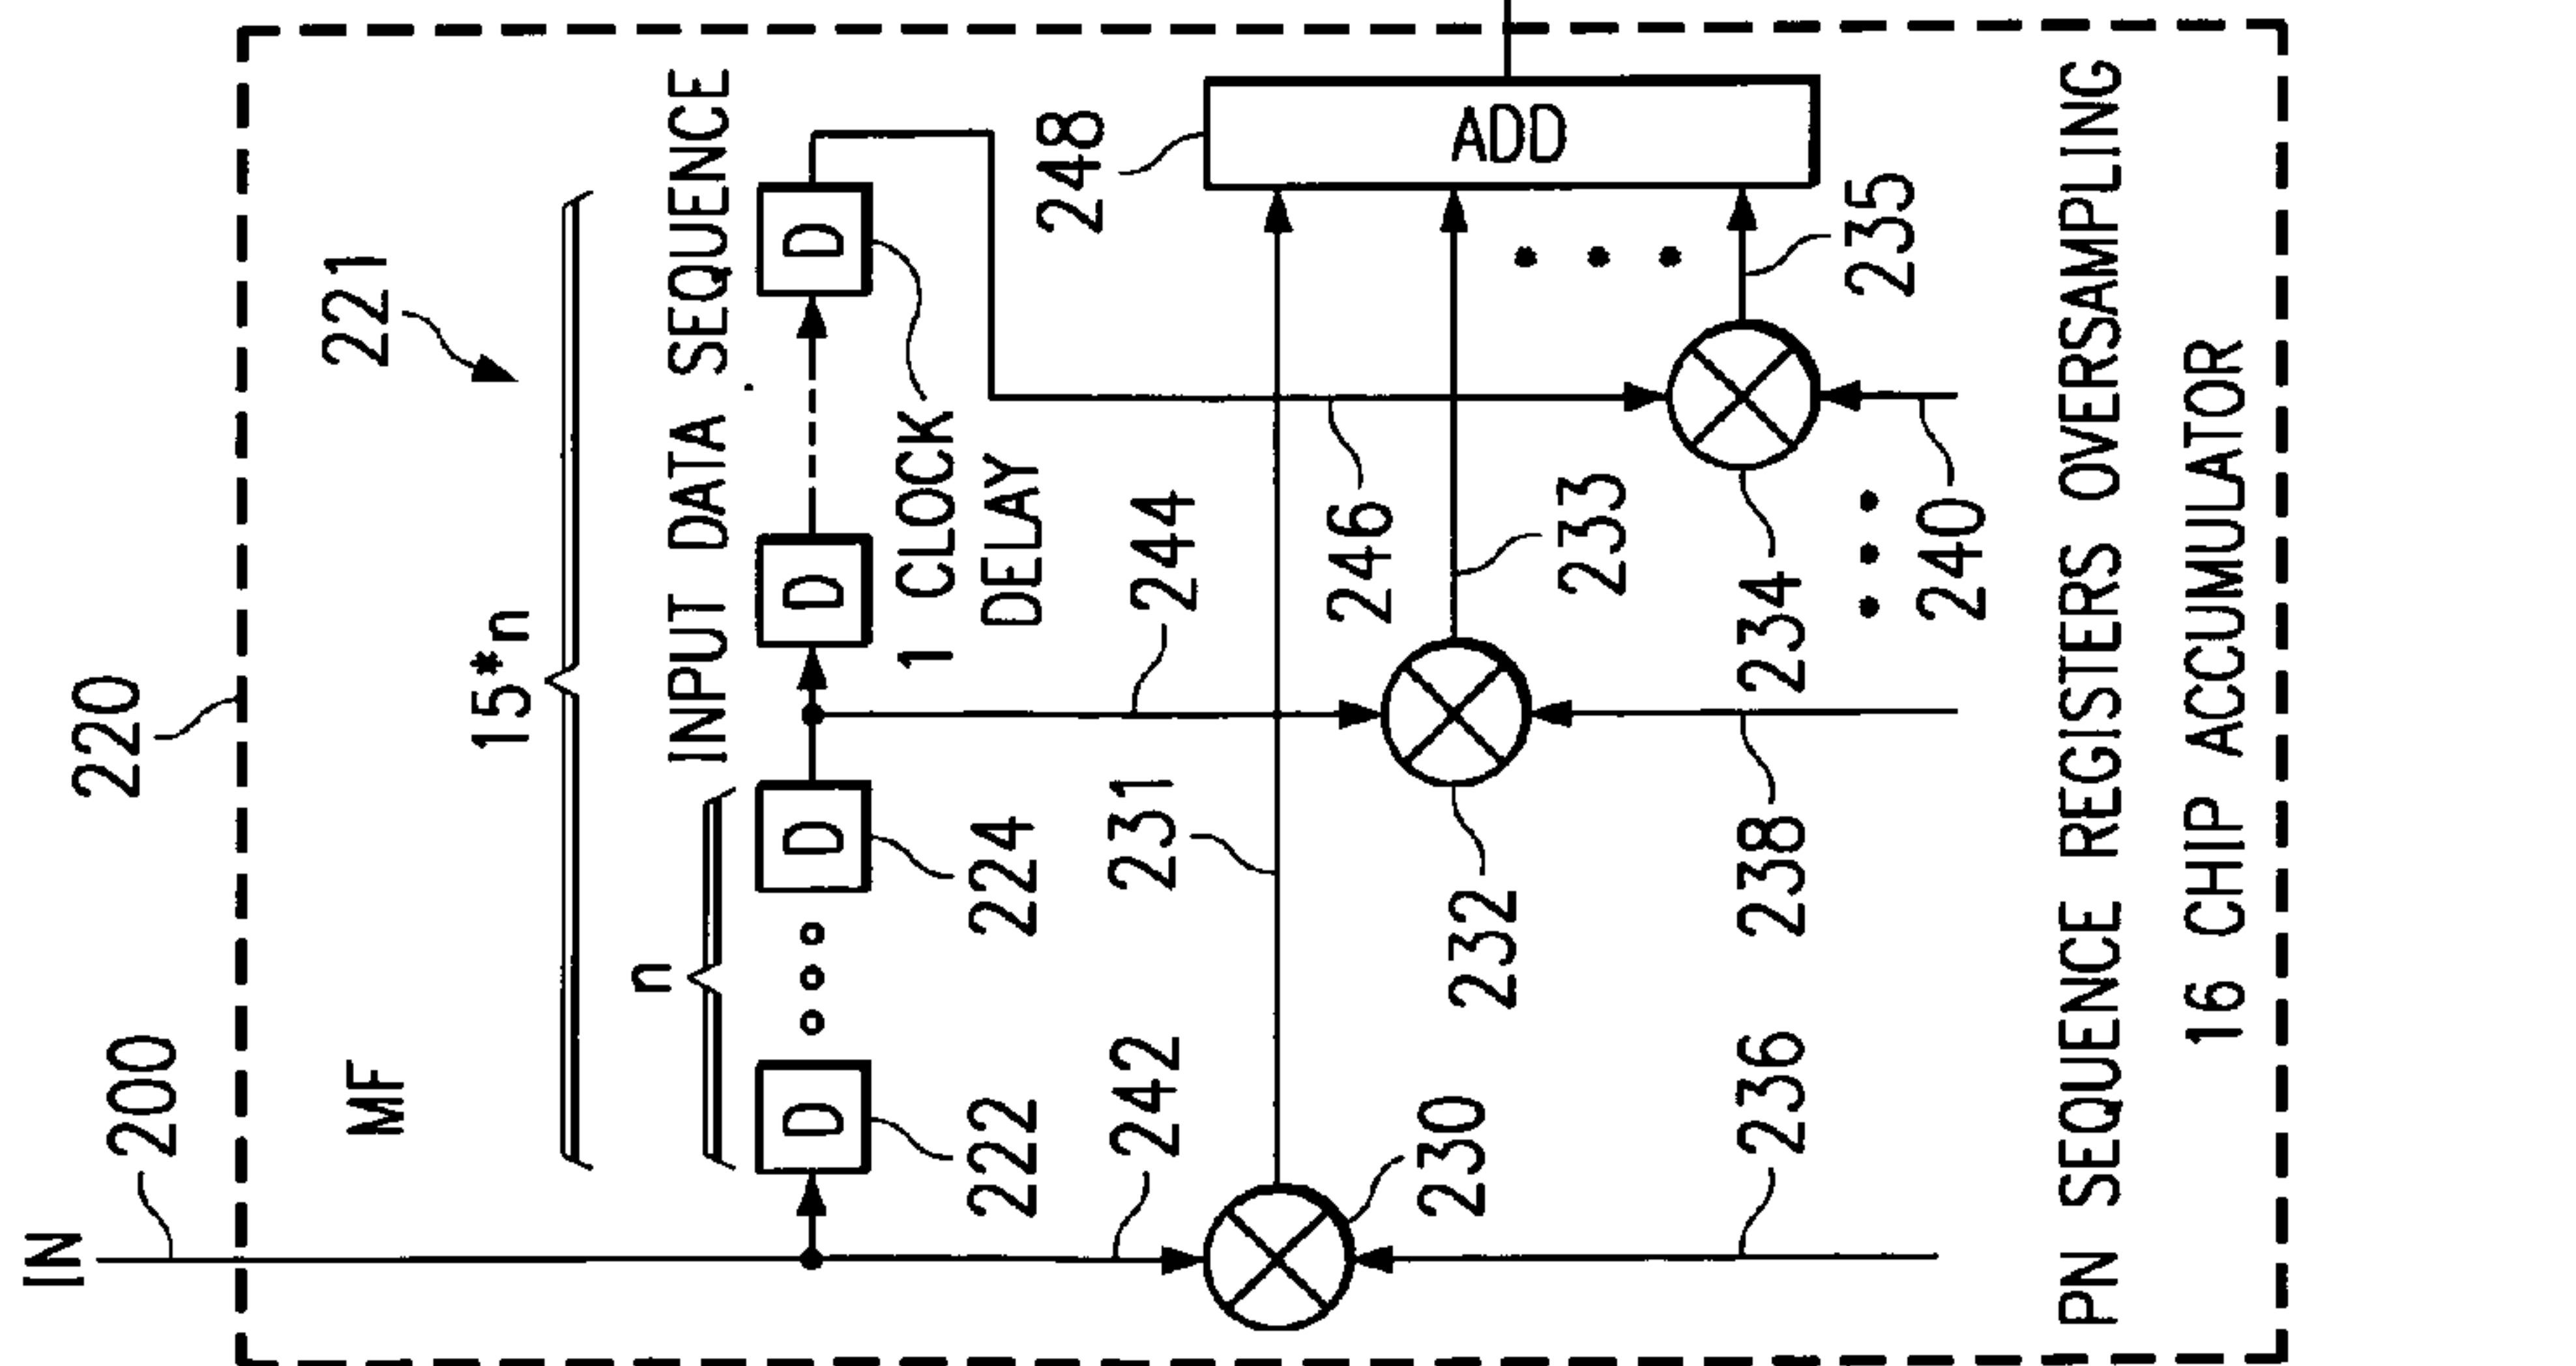 IN
200
220
MF
221
15*n
n
INPUT DATA SEQUENCE
D
D
D
D
222
224
1 CLOCK
DELAY
242
231
244
248
ADD
230
232
246
233
234
235
236
238
240
PN SEQUENCE REGISTERS OVERSAMPLING
16 CHIP ACCUMULATOR